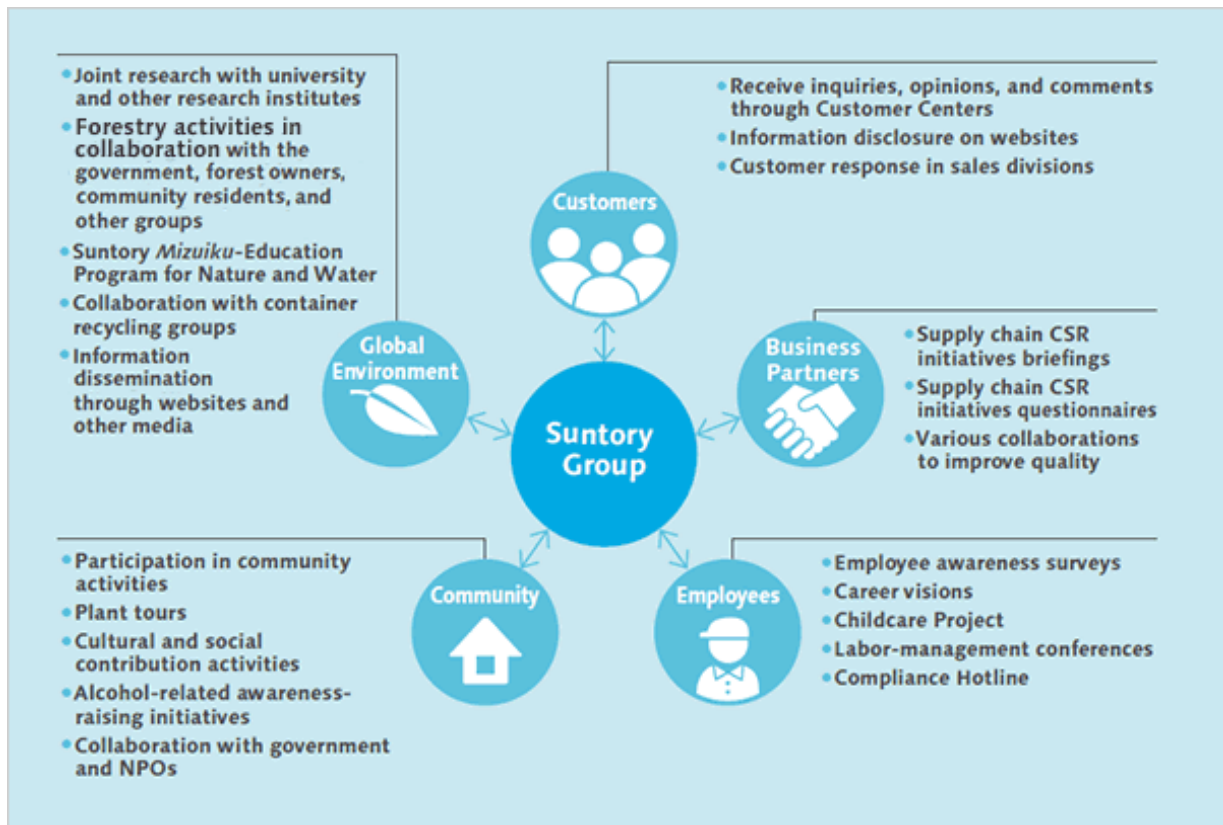 • Joint research with university
and other research institutes
• Forestry activities in
collaboration with the
government, forest owners,
community residents, and
other groups
• Suntory Mizuiku-Education
Program for Nature and Water
• Collaboration with container
recycling groups
• Information
dissemination
through websites and
other media
Global
Environment
Customers
• Receive inquiries, opinions, and comments
through Customer Centers
• Information disclosure on websites
• Customer response in sales divisions
Business
Partners
• Supply chain CSR
initiatives briefings
• Supply chain CSR
initiatives questionnaires
• Various collaborations
to improve quality
Suntory
Group
• Participation in community
activities
• Plant tours
• Cultural and social
contribution activities
• Alcohol-related awareness-
raising initiatives
• Collaboration with government
and NPOs
Community
Employees
• Employee awareness surveys
• Career visions
• Childcare Project
• Labor-management conferences
• Compliance Hotline